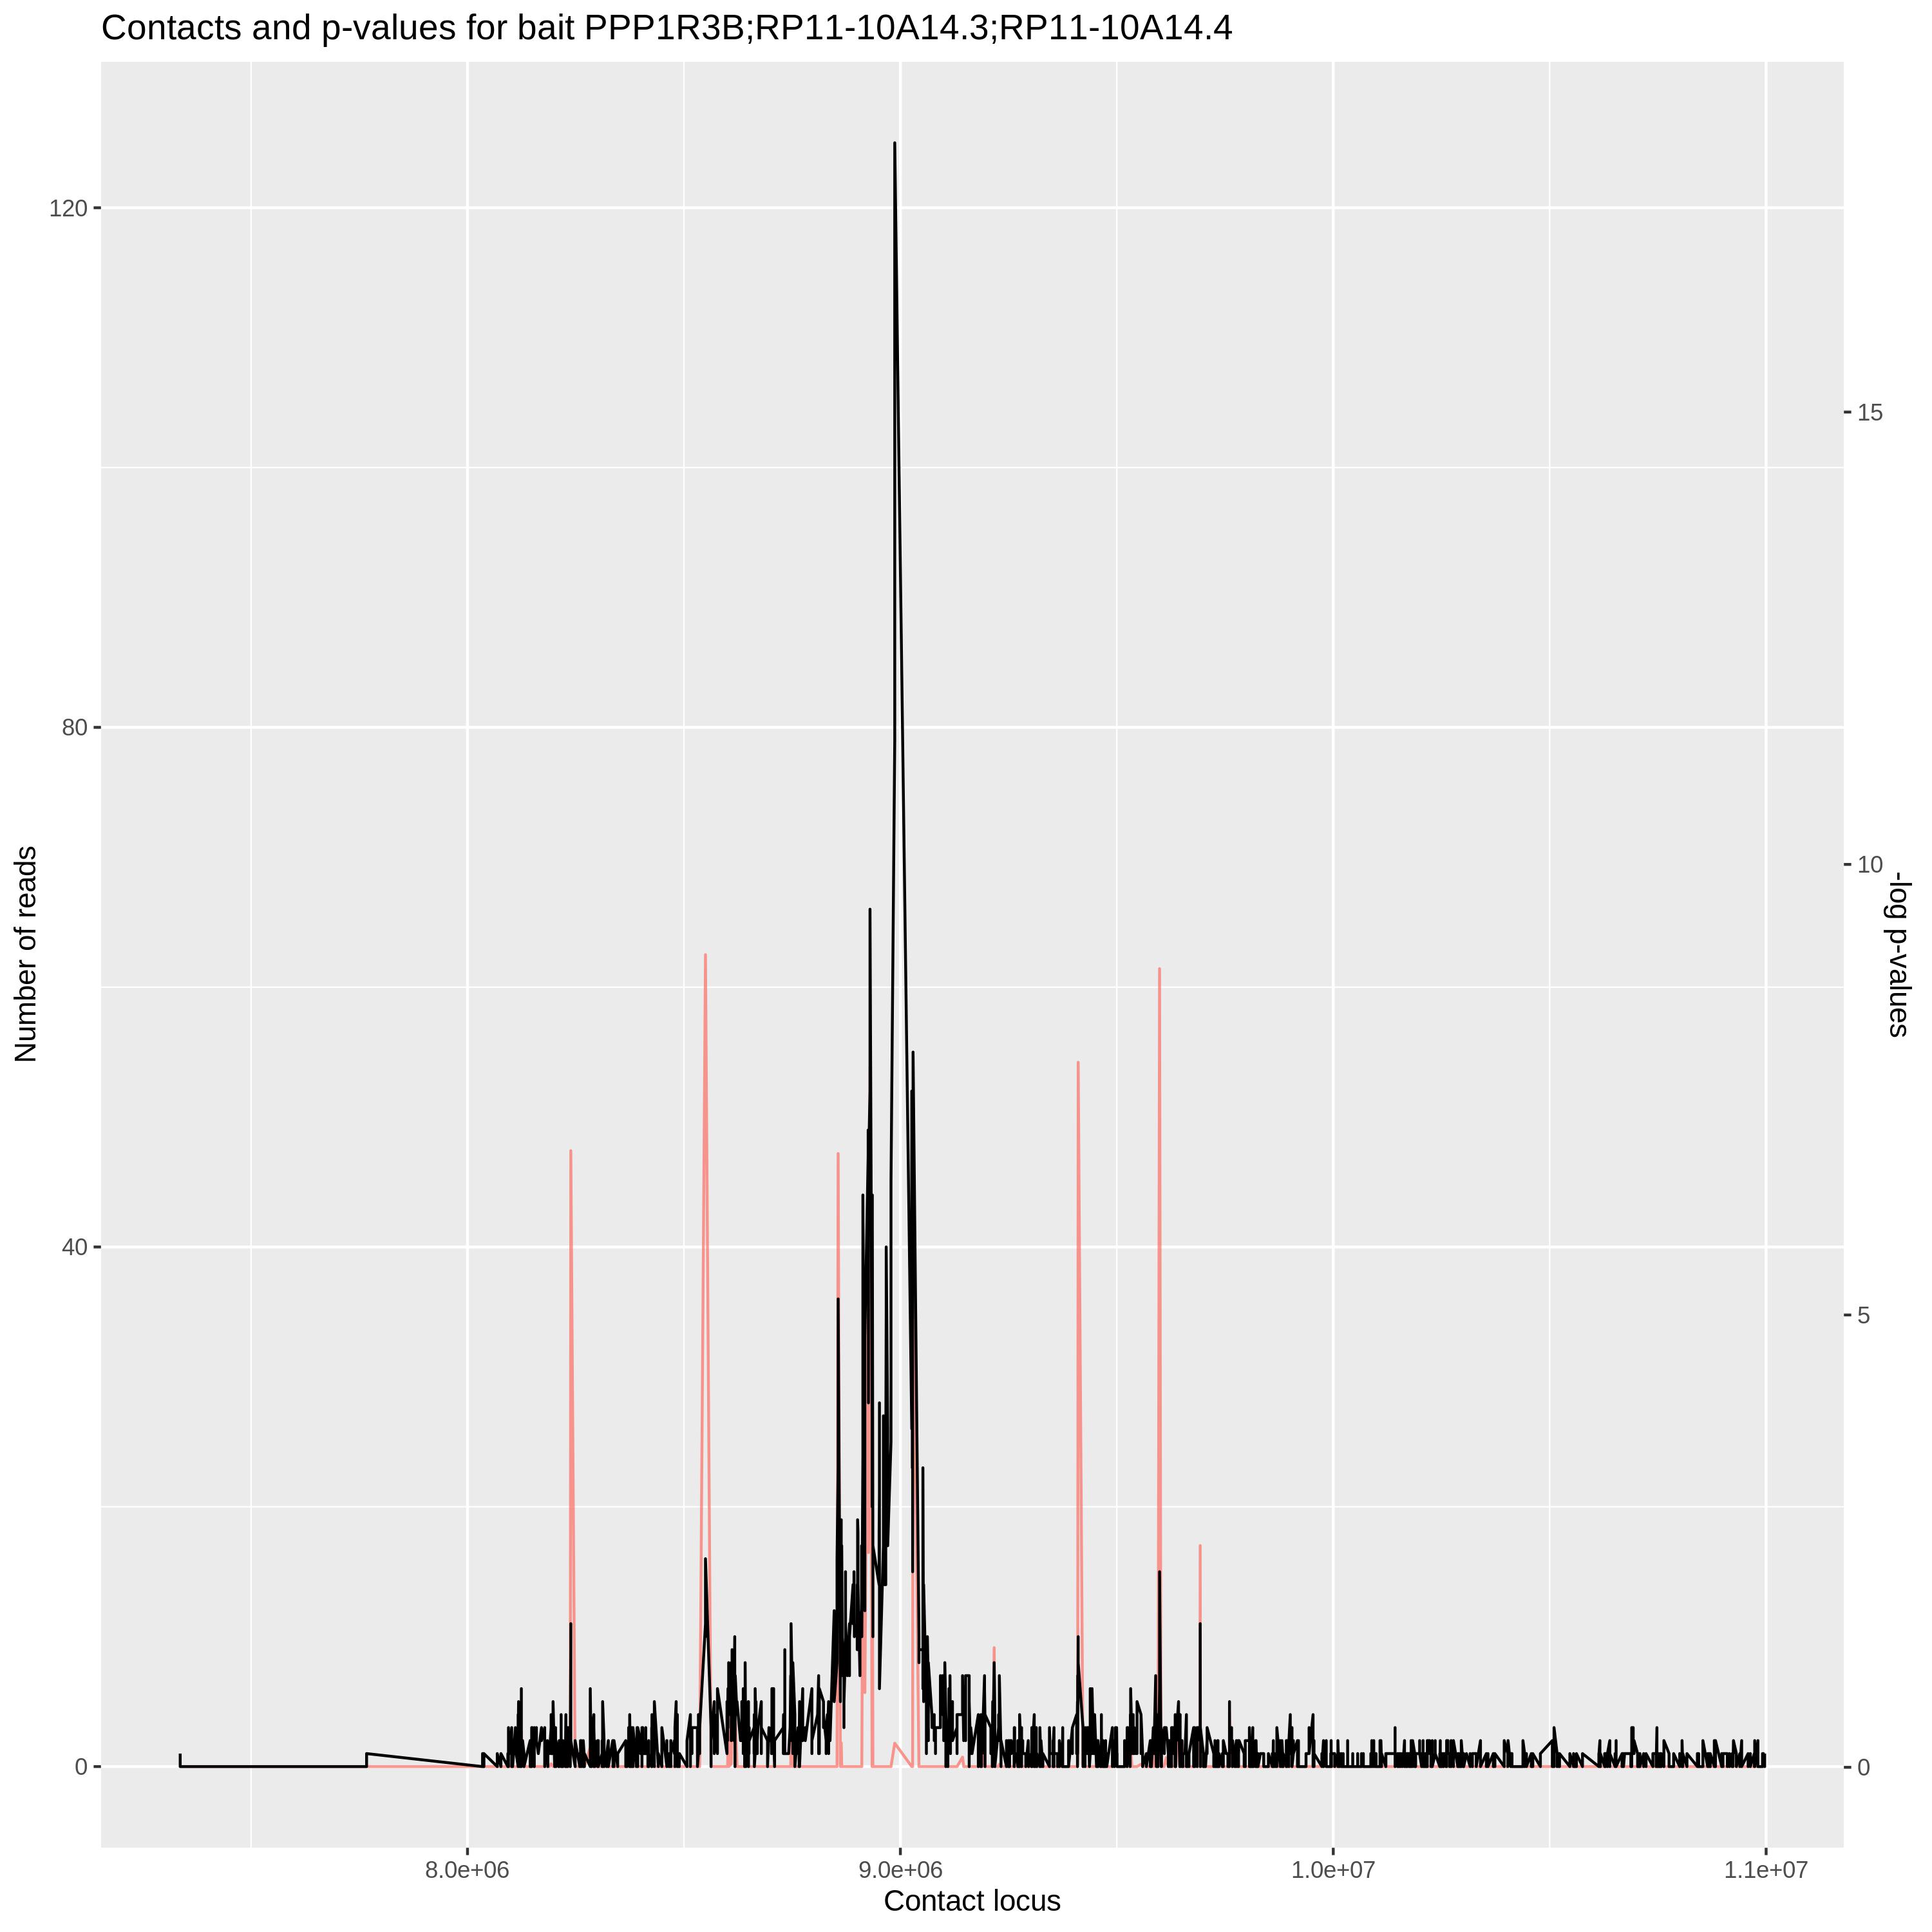 Contacts and p-values for bait PPP1R3B;RP11-10A14.3;RP11-10A14.4
120
80
40
0
Number of reads
15
10
5
0
-log p-values
8.0e+06
9.0e+06
1.0e+07
1.1e+07
Contact locus